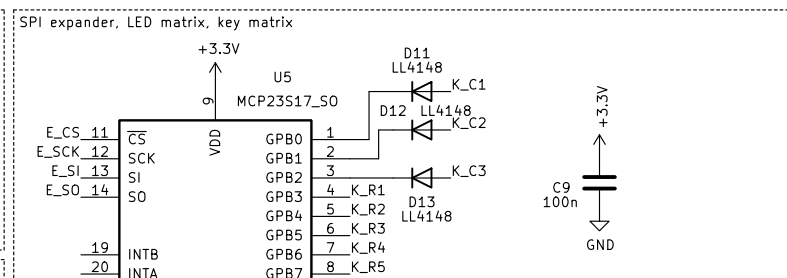 SPI expander, LED matrix, key matrix
+3.3V
U5
MCP23S17_SO
9
VDD
E_CS 11 CS
E_SCK 12 SCK
E_SI 13 SI
E_SO 14 SO
19 INTB
20 INTA
GPB0 1
GPB1 2
GPB2 3
GPB3 4 K_R1
GPB4 5 K_R2
GPB5 6 K_R3
GPB6 7 K_R4
GPB7 8 K_R5
D11
LL4148
K_C1
D12 LL4148
K_C2
K_C3
D13
LL4148
+3.3V
C9
100n
GND